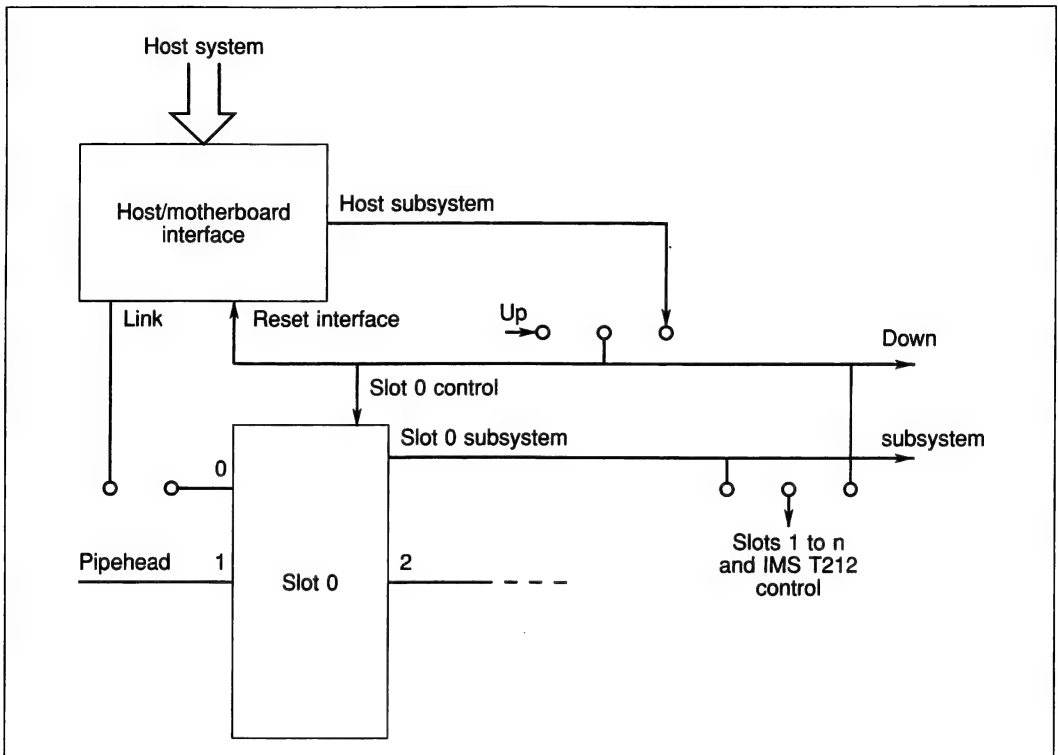 Host system
Host/motherboard
interface
Host subsystem
Link
Reset interface
Up
Down
Slot 0 control
Slot 0 subsystem
subsystem
0
Pipehead
1
Slot 0
2
Slots 1 to n
and IMS T212
control